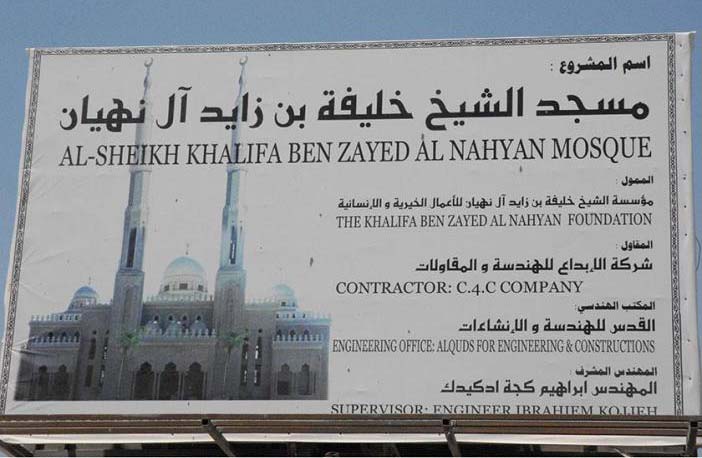 اسم المشروع :
مسجد الشيخ خليفة بن زايد آل نهيان
AL-SHEIKH KHALIFA BEN ZAYED AL NAHYAN MOSQUE
الممول :
مؤسسة الشيخ خليفة بن زايد آل نهيان للأعمال الخيرية و الإنسانية
THE KHALIFA BEN ZAYED AL NAHYAN FOUNDATION
المقاول :
شركة الإبداع للهندسة و المقاولات
CONTRACTOR: C.4.C COMPANY
المكتب الهندسي:
القدس للهندسة و الإنشاءات
ENGINEERING OFFICE: ALQUDS FOR ENGINEERING & CONSTRUCTIONS
المهندس المشرف :
المهندس ابراهيم كجة ادكيدك
SUPERVISOR: ENGINEER IBRAHIEM KOJJEH